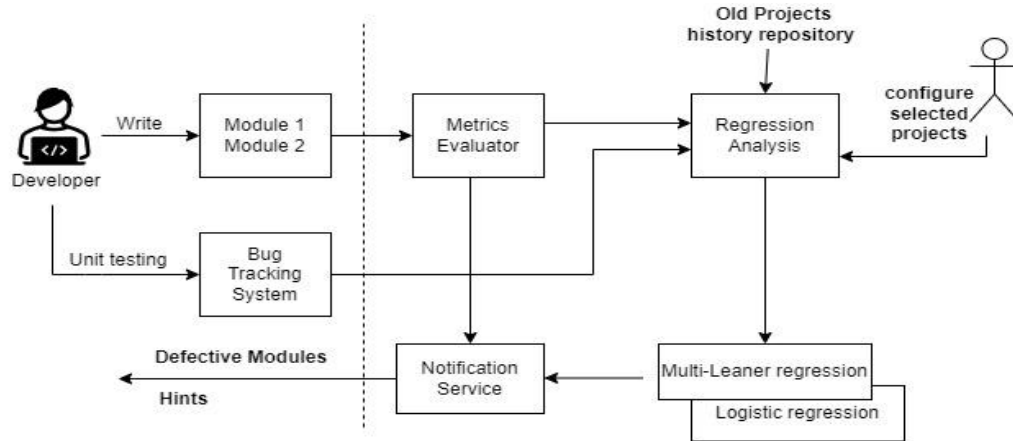 Old Projects
history repository
configure
selected
projects
Write
Module 1
Module 2
Metrics
Evaluator
Regression
Analysis
</>
Developer
Unit testing
Bug
Tracking
System
Defective Modules
Hints
Notification
Service
Multi-Leaner regression
Logistic regression